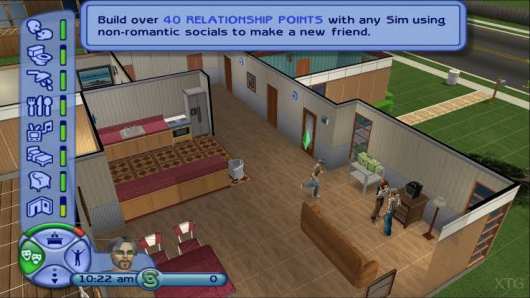 Build over 40 RELATIONSHIP POINTS with any Sim using
non-romantic socials to make a new friend.
10:22 am
0
XTG